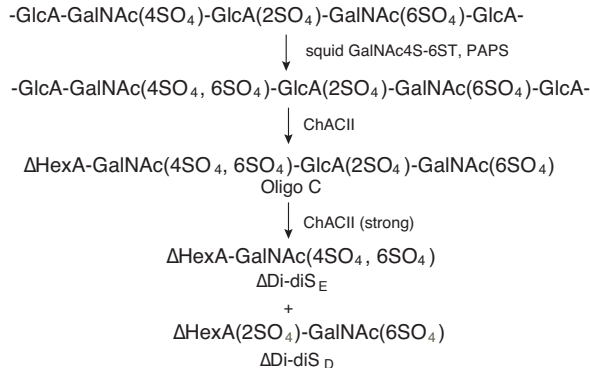 -GlcA-GalNAc(4SO₄)-GlcA(2SO₄)-GalNAc(6SO₄)-GlcA-
squid GalNAc4S-6ST, PAPS
-GlcA-GalNAc(4SO₄, 6SO₄)-GlcA(2SO₄)-GalNAc(6SO₄)-GlcA-
ChACII
ΔHexA-GalNAc(4SO₄, 6SO₄)-GlcA(2SO₄)-GalNAc(6SO₄)
Oligo C
ChACII (strong)
ΔHexA-GalNAc(4SO₄, 6SO₄)
ΔDi-diS_E
+
ΔHexA(2SO₄)-GalNAc(6SO₄)
ΔDi-diS_D